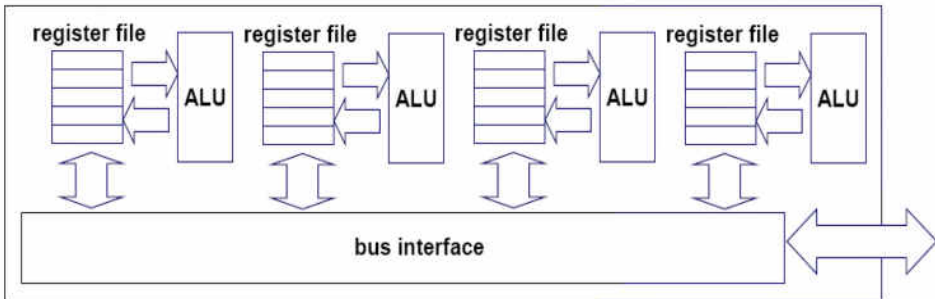 register file register file register file register file
ALU ALU ALU ALU
bus interface